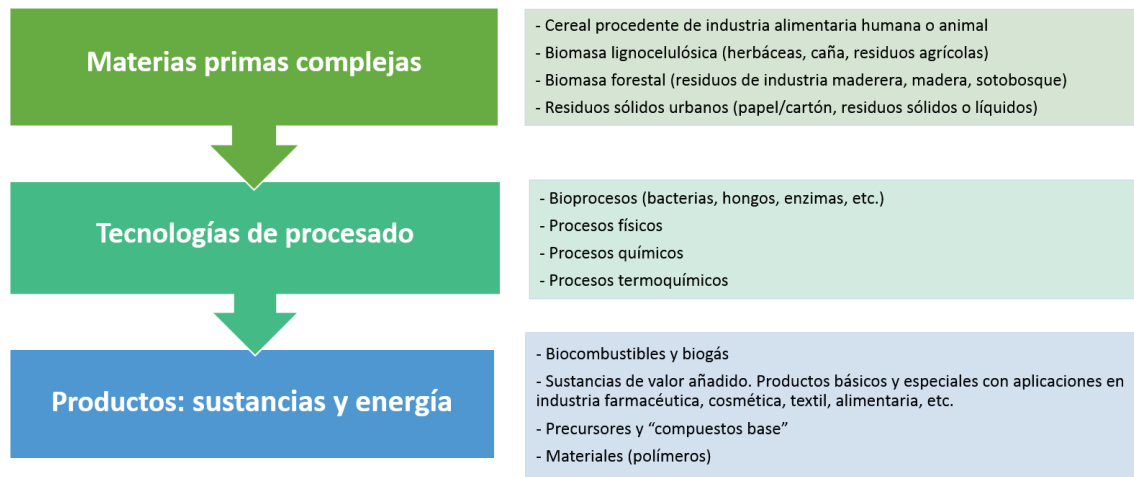 Materias primas complejas
- Cereal procedente de industria alimentaria humana o animal
- Biomasa lignocelulósica (herbáceas, caña, residuos agrícolas)
- Biomasa forestal (residuos de industria maderera, madera, sotobosque)
- Residuos sólidos urbanos (papel/cartón, residuos sólidos o líquidos)
Tecnologías de procesado
- Bioprocesos (bacterias, hongos, enzimas, etc.)
- Procesos físicos
- Procesos químicos
- Procesos termoquímicos
Productos: sustancias y energía
- Biocombustibles y biogás
- Sustancias de valor añadido. Productos básicos y especiales con aplicaciones en
industria farmacéutica, cosmética, textil, alimentaria, etc.
- Precursores y “compuestos base”
- Materiales (polímeros)